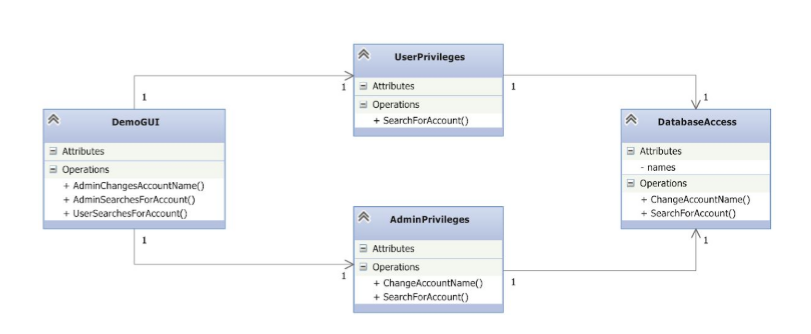 UserPrivileges
Attributes
Operations
+ SearchForAccount()
1
1
1
1
DemoGUI
Attributes
Operations
+ AdminChangesAccountName()
+ AdminSearchesForAccount()
+ UserSearchesForAccount()
DatabaseAccess
Attributes
- names
Operations
+ ChangeAccountName()
+ SearchForAccount()
AdminPrivileges
Attributes
Operations
+ ChangeAccountName()
+ SearchForAccount()
1
1
1
1